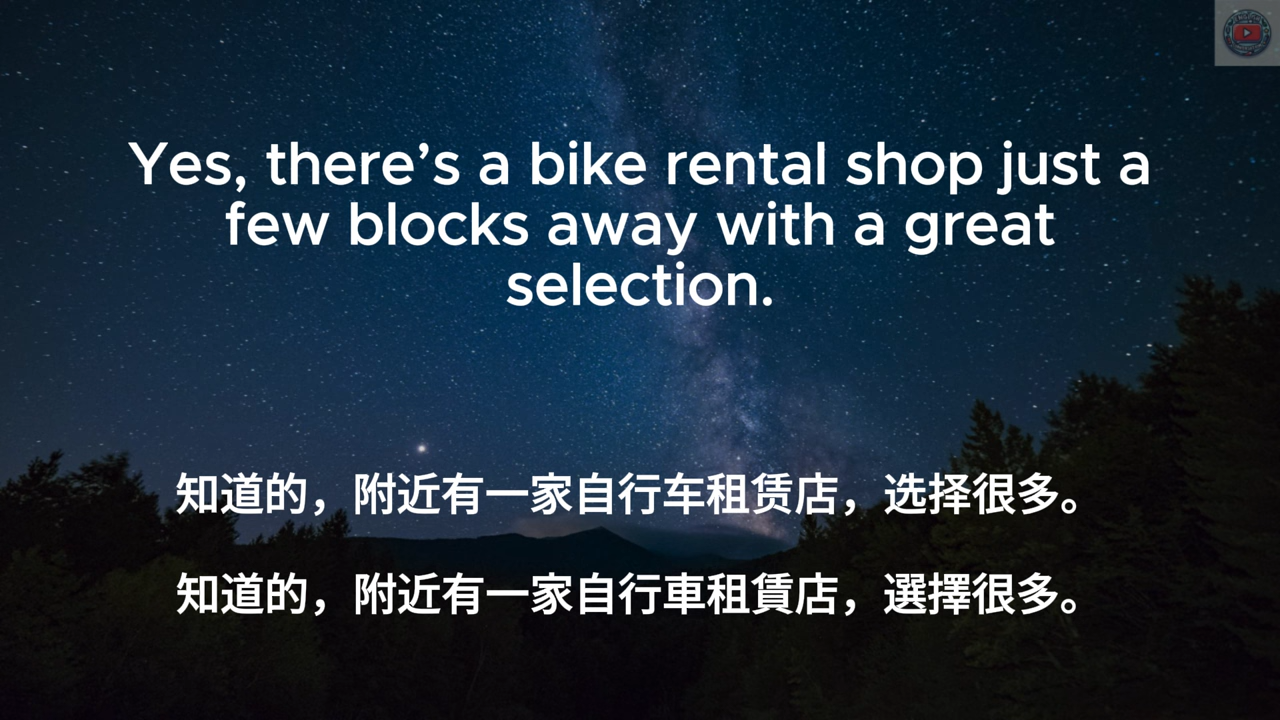 Yes, there’s a bike rental shop just a
few blocks away with a great
selection.
知道的，附近有一家自行车租赁店，选择很多。
知道的，附近有一家自行車租賃店，選擇很多。